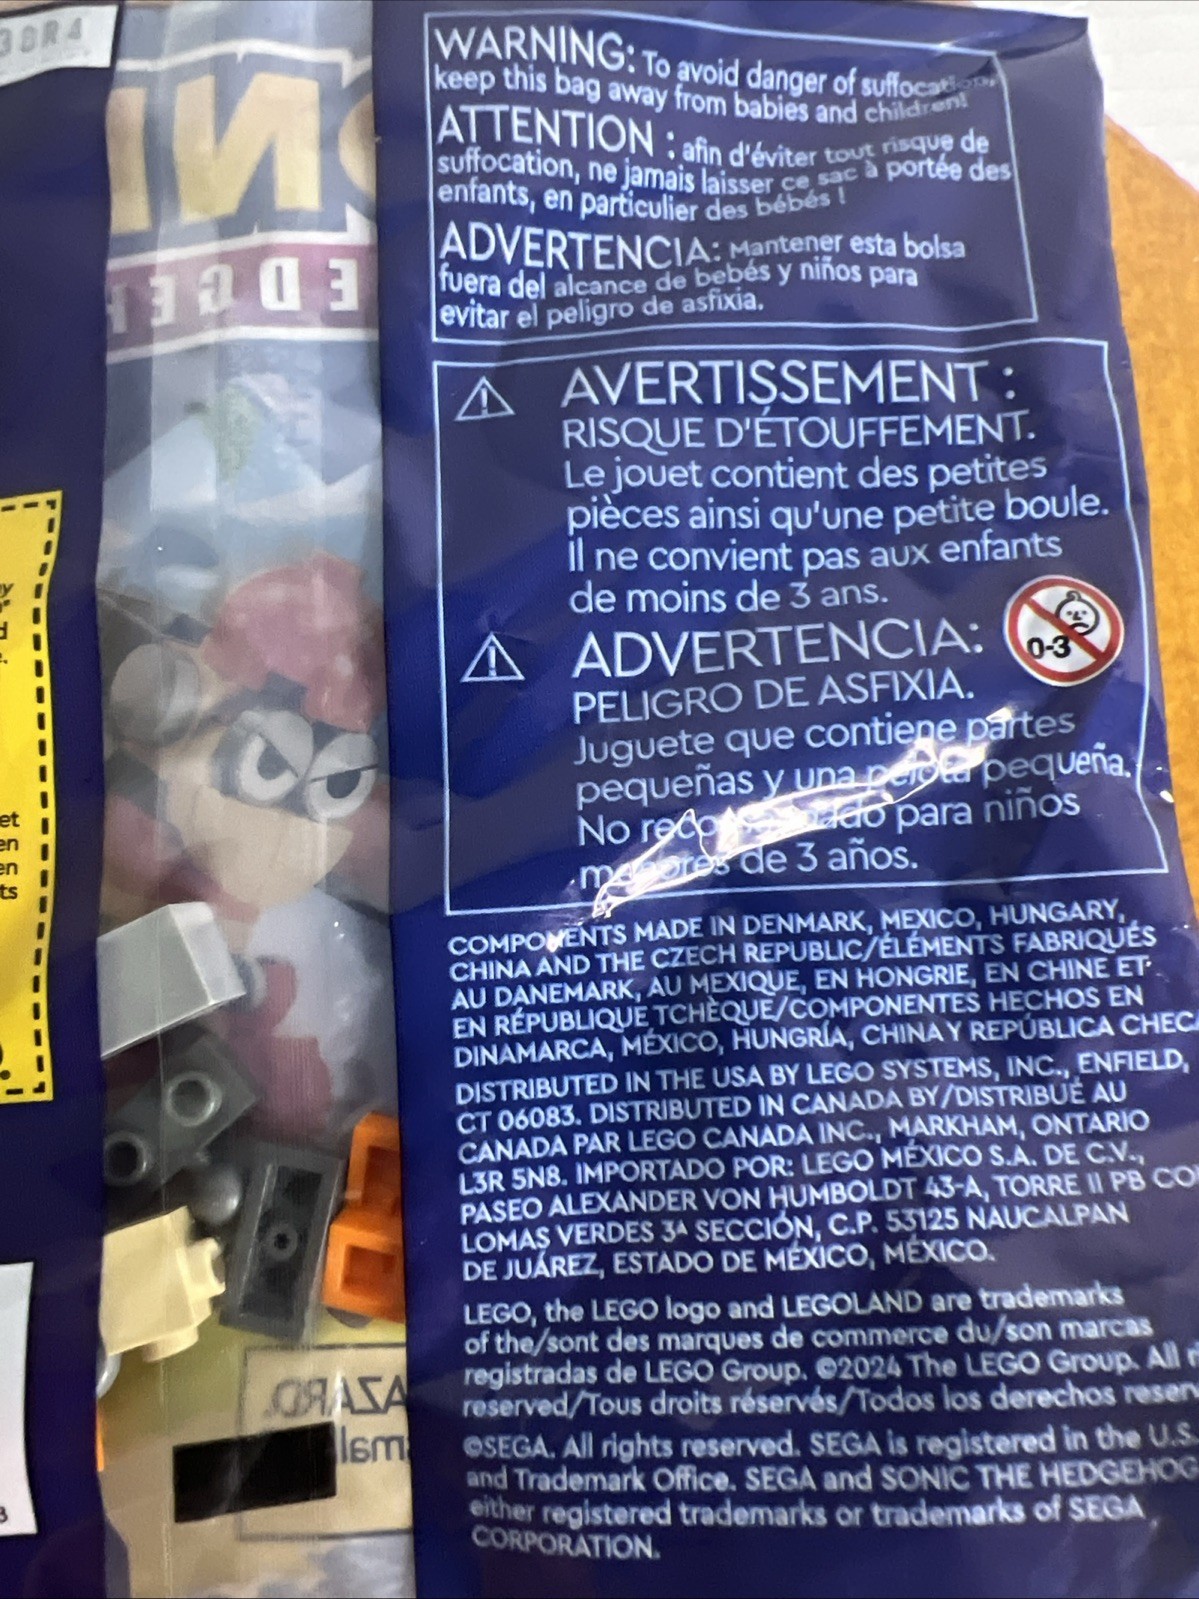 30R4
WARNING: To avoid danger of suffocation,
keep this bag away from babies and children!
ATTENTION : afin d'éviter tout risque de
suffocation, ne jamais laisser ce sac à portée des
enfants, en particulier des bébés !
ADVERTENCIA: Mantener esta bolsa
fuera del alcance de bebés y niños para
evitar el peligro de asfixia.
AVERTISSEMENT :
RISQUE D'ÉTOUFFEMENT.
Le jouet contient des petites
pièces ainsi qu'une petite boule.
Il ne convient pas aux enfants
de moins de 3 ans.
ADVERTENCIA:
0-3
PELIGRO DE ASFIXIA.
Juguete que contiene partes
pequeñas y una pelota pequeña.
No para niños
menores de 3 años.
COMPONENTS MADE IN DENMARK, MEXICO, HUNGARY,
CHINA AND THE CZECH REPUBLIC/ÉLÉMENTS FABRIQUÉS
AU DANEMARK, AU MEXIQUE, EN HONGRIE, EN CHINE ET
EN RÉPUBLIQUE TCHÈQUE/COMPONENTES HECHOS EN
DINAMARCA, MÉXICO, HUNGRÍA, CHINA Y REPÚBLICA CHEC
DISTRIBUTED IN THE USA BY LEGO SYSTEMS, INC., ENFIELD,
CT 06083. DISTRIBUTED IN CANADA BY/DISTRIBUÉ AU
CANADA PAR LEGO CANADA INC., MARKHAM, ONTARIO
L3R 5N8. IMPORTADO POR: LEGO MÉXICO S.A. DE C.V.,
PASEO ALEXANDER VON HUMBOLDT 43-A, TORRE II PB CO
LOMAS VERDES 3ᴬ SECCIÓN, C.P. 53125 NAUCALPAN
DE JUÁREZ, ESTADO DE MÉXICO, MÉXICO.
LEGO, the LEGO logo and LEGOLAND are trademarks
of the/sont des marques de commerce du/son marcas
registradas de LEGO Group. ©2024 The LEGO Group. All
reserved/Tous droits réservés/Todos los derechos reser
©SEGA. All rights reserved. SEGA is registered in the U.S.
and Trademark Office. SEGA and SONIC THE HEDGEHOG
either registered trademarks or trademarks of SEGA
CORPORATION.